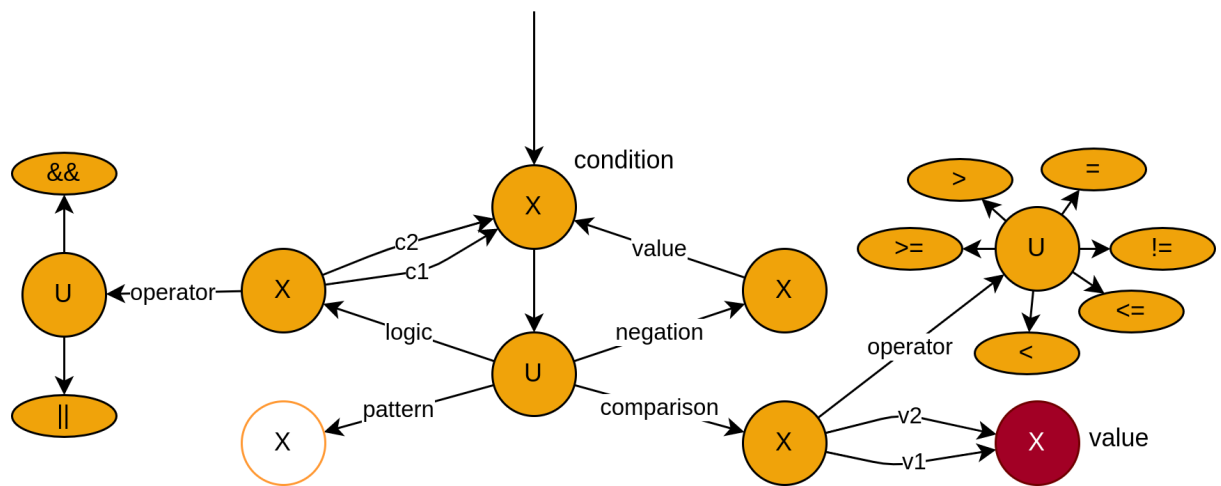 condition
&&
>
=
X
c2
value
U
>=
!=
c1
U
operator
X
X
<=
logic
negation
operator
<
U
pattern
comparison
||
X
X
v2
X
value
v1